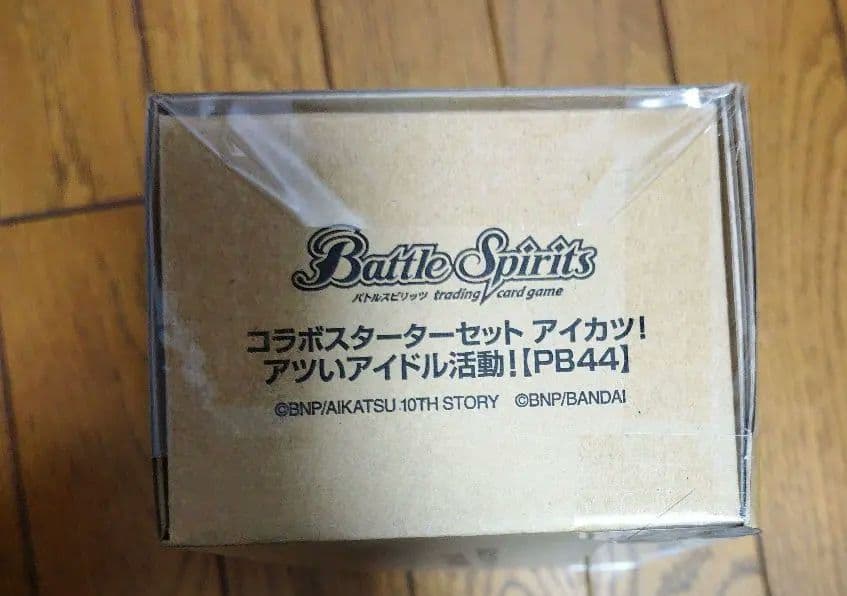 Battle Spirits
バトルスピリッツ trading card game
コラボスターターセット アイカツ!
アツいアイドル活動!【PB44】
©BNP/AIKATSU 10TH STORY ©BNP/BANDAI